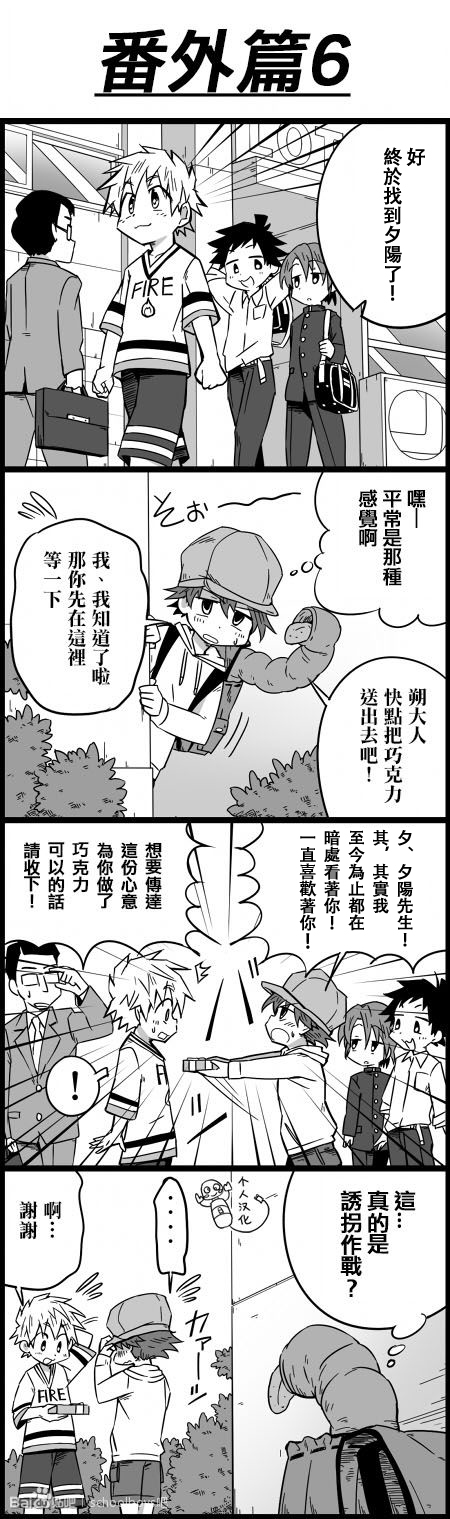 番外篇6
好
終於找到夕陽了！
FIRE
嘿─
平常是那種
感覺啊
そぉ～
我、我知道了啦
那你先在這裡
等一下
朔大人
快點把巧克力
送出去吧！
夕、夕陽先生！
其，其實我
至今為止都在
暗處看著你！
一直喜歡著你！
想要傳達
這份心意
為你做了
巧克力
可以的話
請收下！
！
這…
真的是
誘拐作戰？
个人汉化
‥‥
カァーッ
啊…
謝謝
FIRE
Bai
贴吧